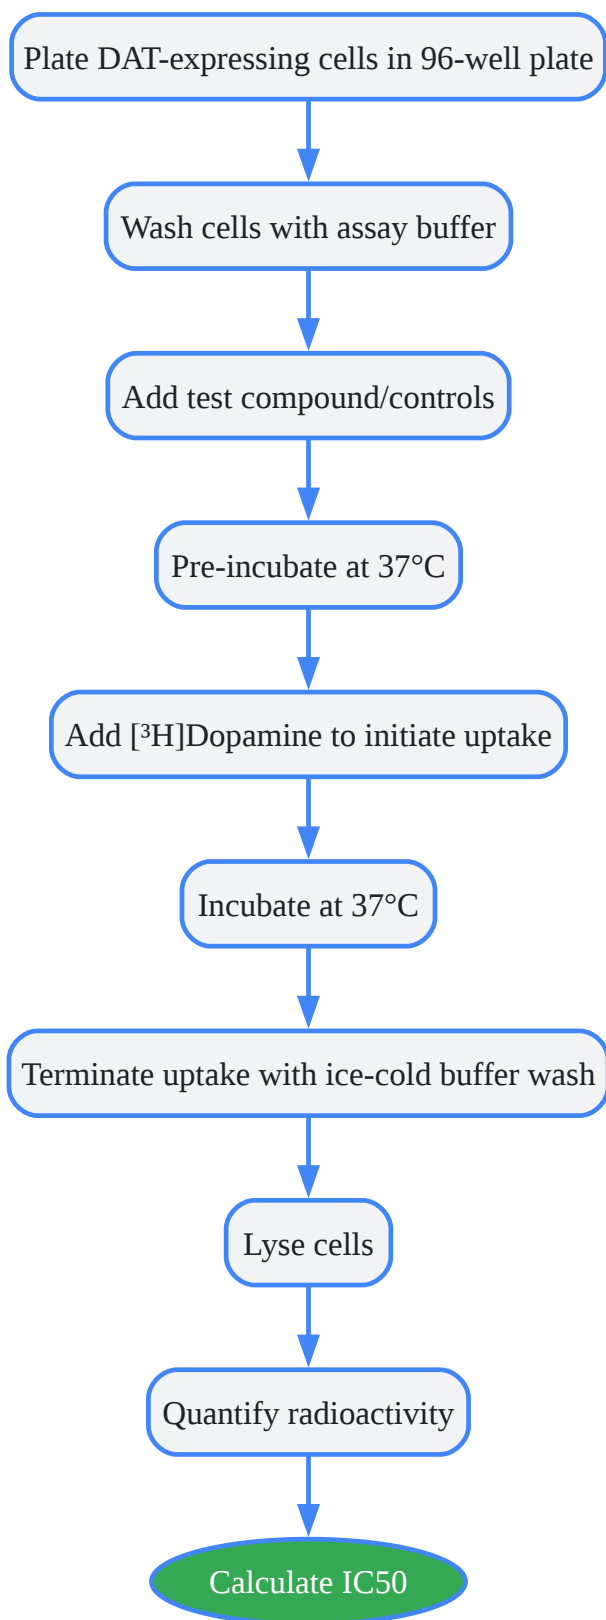 Plate DAT-expressing cells in 96-well plate
Wash cells with assay buffer
Add test compound/controls
Pre-incubate at 37°C
Add [³H]Dopamine to initiate uptake
Incubate at 37°C
Terminate uptake with ice-cold buffer wash
Lyse cells
Quantify radioactivity
Calculate IC50